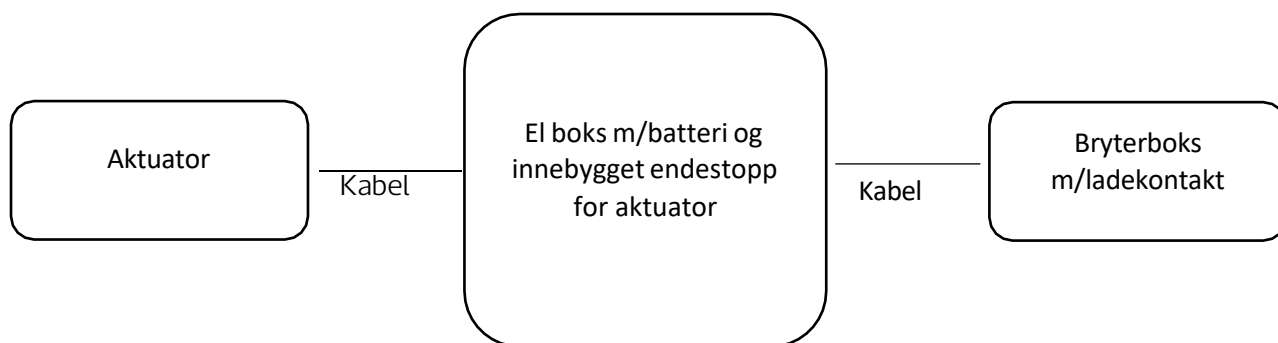 Aktuator
Kabel
El boks m/batteri og
innebygget endestopp
for aktuator
Kabel
Bryterboks
m/ladekontakt